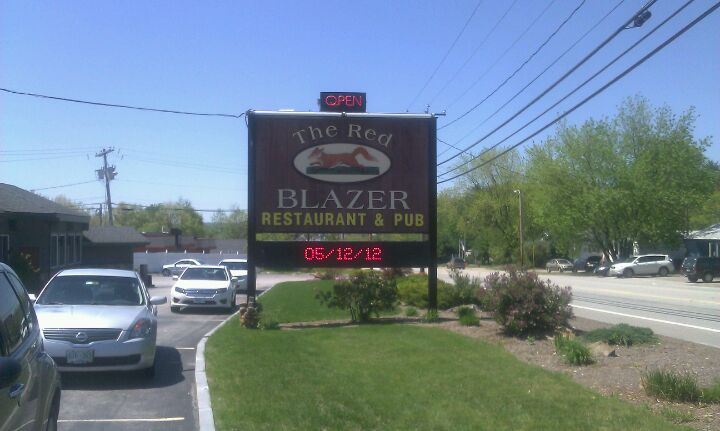 OPEN
The Red
BLAZER
RESTAURANT & PUB
05/12/12